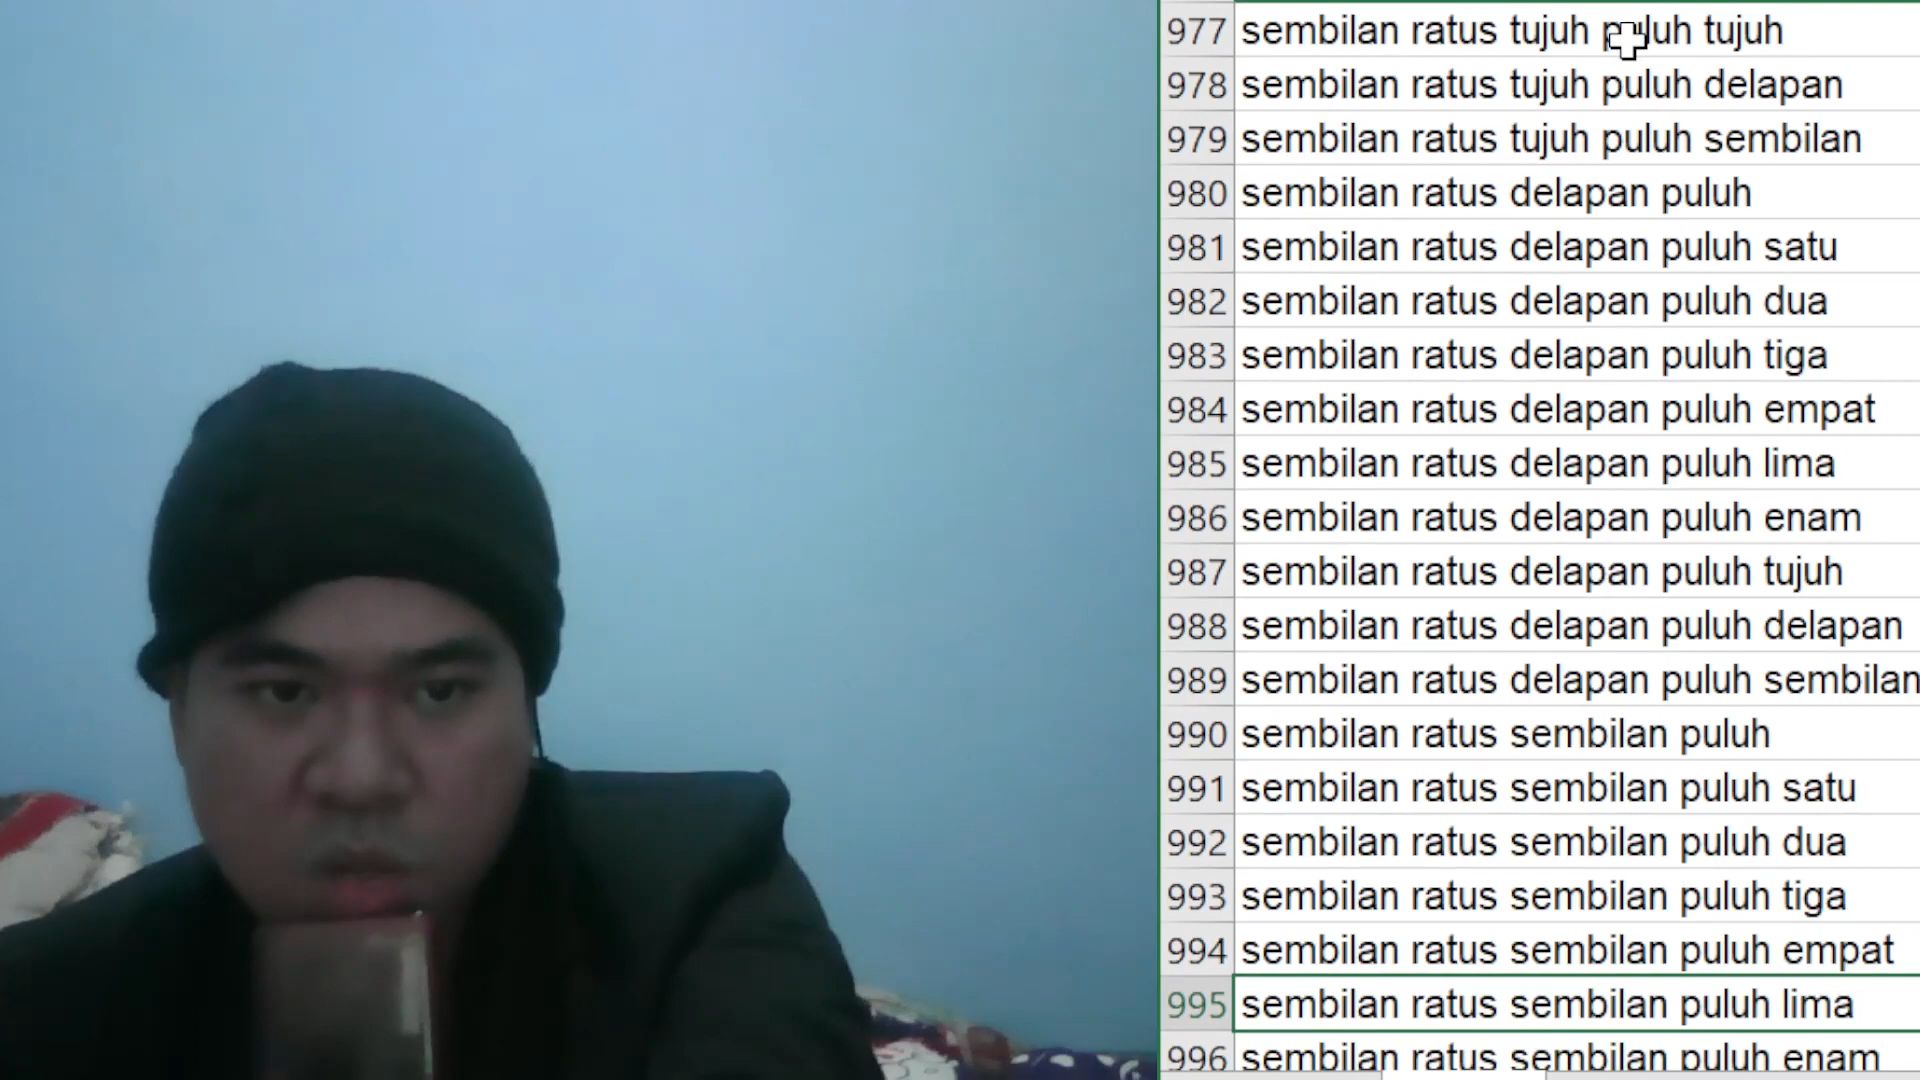 977 sembilan ratus tujuh puluh tujuh
978 sembilan ratus tujuh puluh delapan
979 sembilan ratus tujuh puluh sembilan
980 sembilan ratus delapan puluh
981 sembilan ratus delapan puluh satu
982 sembilan ratus delapan puluh dua
983 sembilan ratus delapan puluh tiga
984 sembilan ratus delapan puluh empat
985 sembilan ratus delapan puluh lima
986 sembilan ratus delapan puluh enam
987 sembilan ratus delapan puluh tujuh
988 sembilan ratus delapan puluh delapan
989 sembilan ratus delapan puluh sembilan
990 sembilan ratus sembilan puluh
991 sembilan ratus sembilan puluh satu
992 sembilan ratus sembilan puluh dua
993 sembilan ratus sembilan puluh tiga
994 sembilan ratus sembilan puluh empat
995 sembilan ratus sembilan puluh lima
996 sembilan ratus sembilan puluh enam